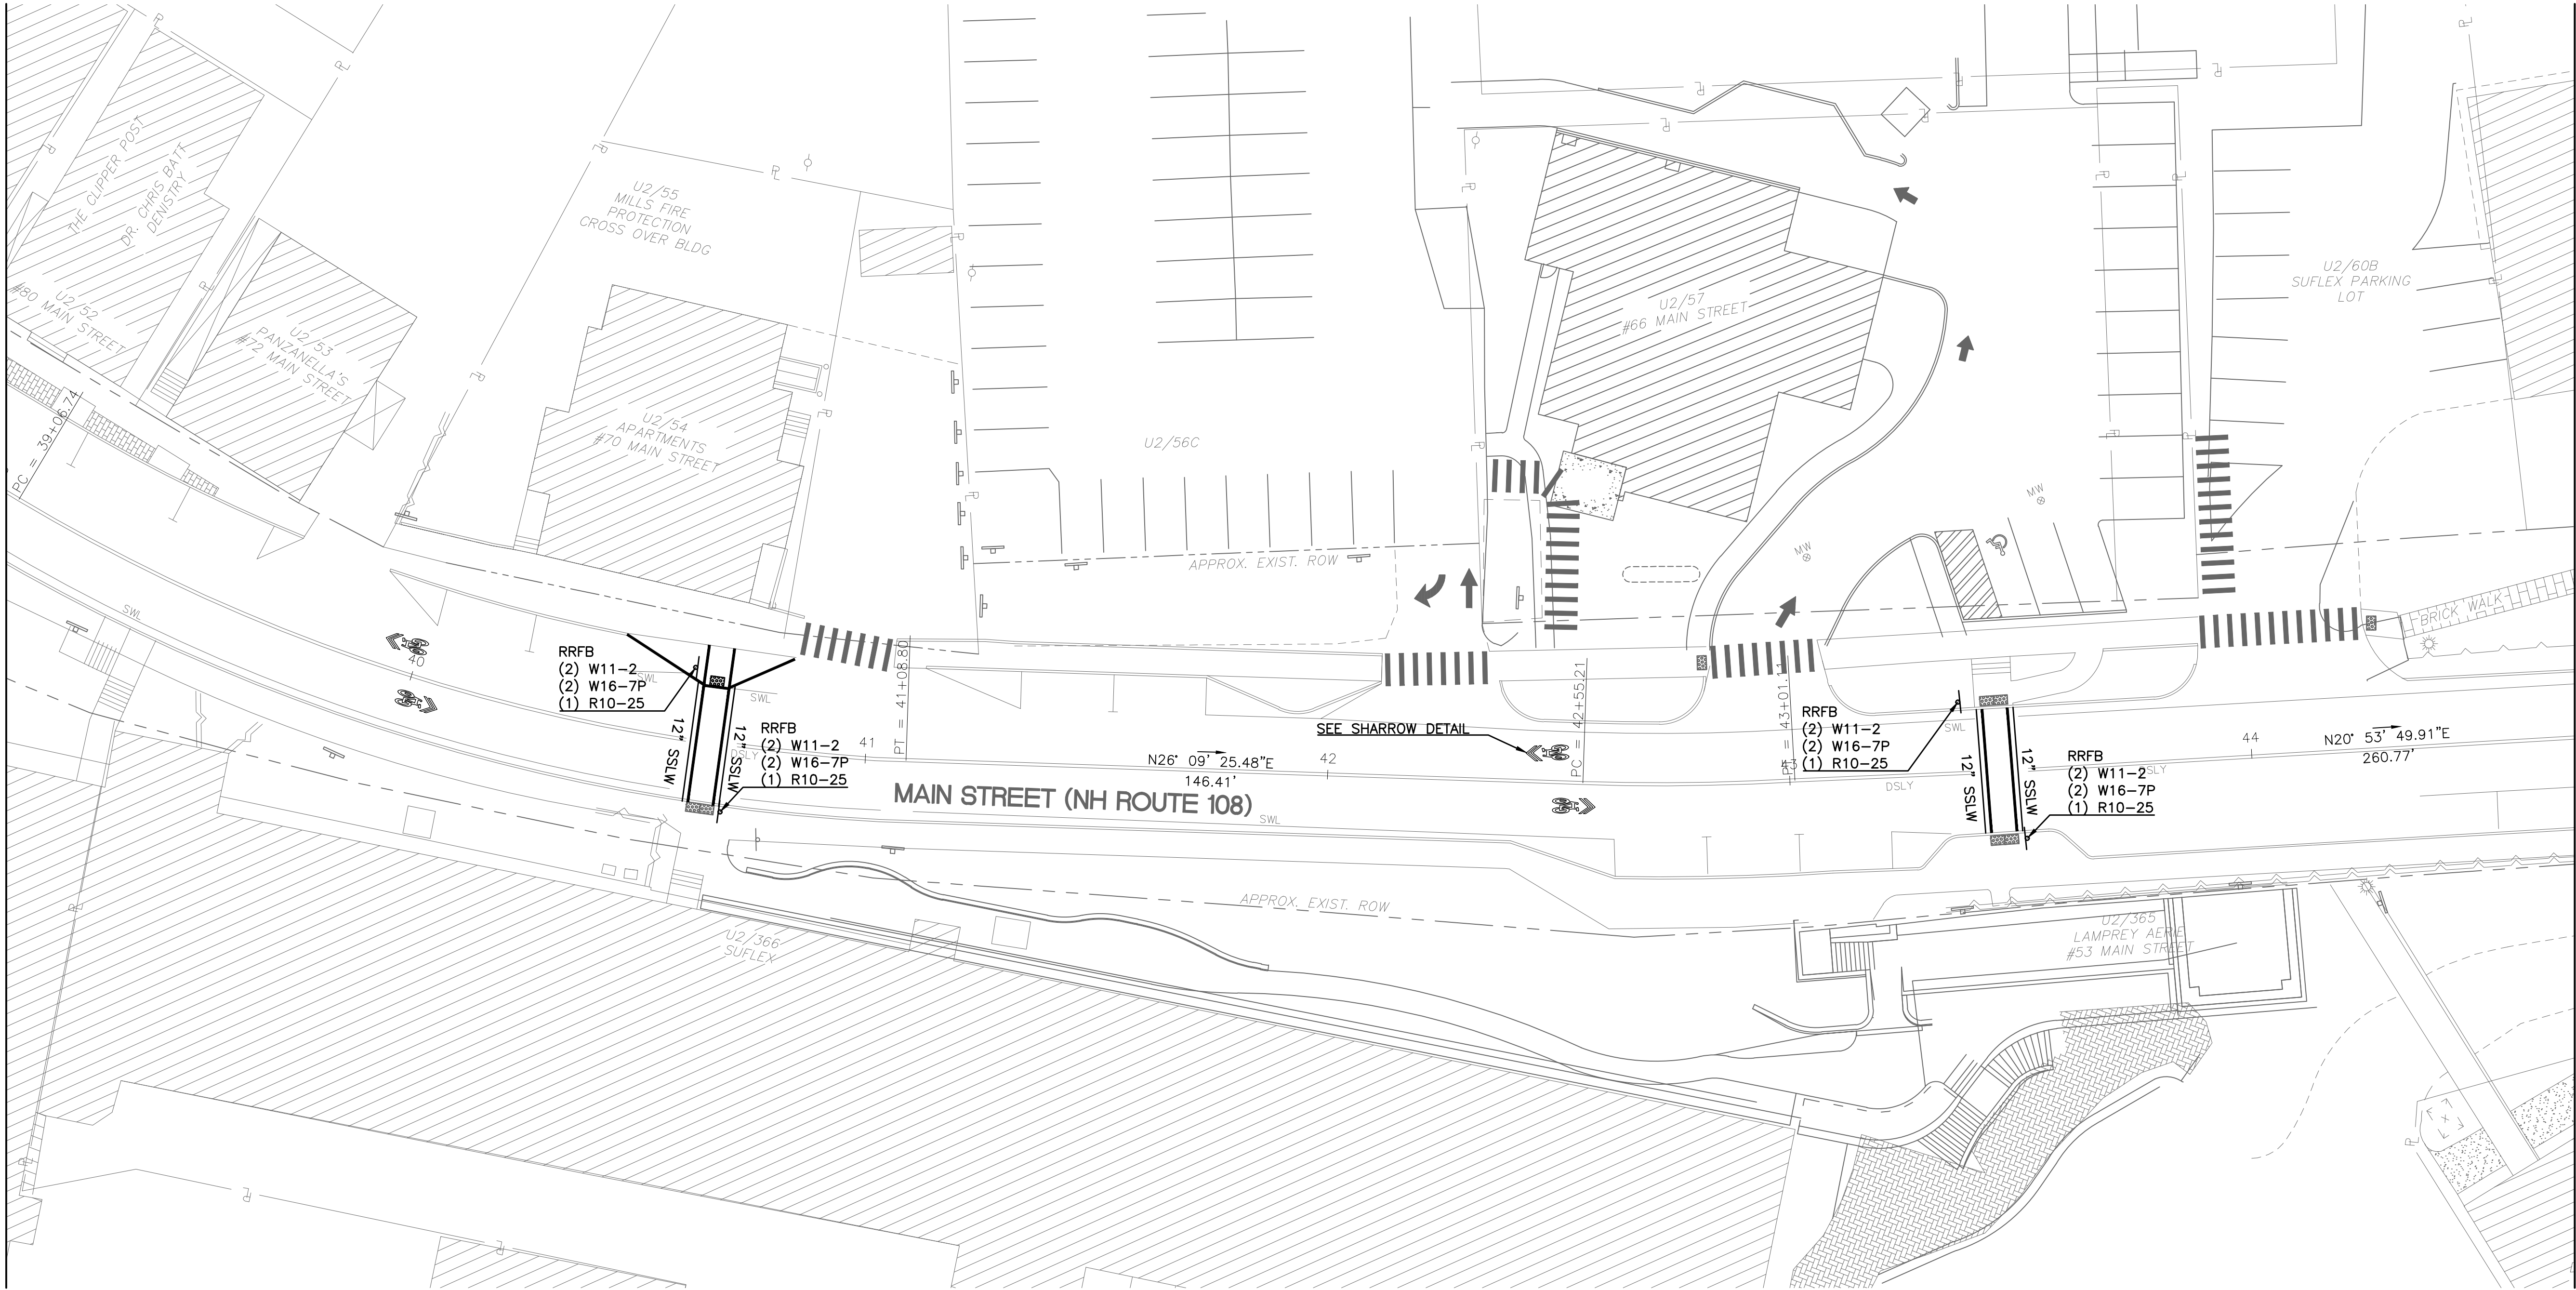 THE CLIPPER POST
DR. CHRIS BATT
DENISTRY
U2/52
#80 MAIN STREET
U2/53
PANZANELLA'S
#72 MAIN STREET
PC = 39+06.74
U2/55
MILLS FIRE
PROTECTION
CROSS OVER BLDG
U2/54
APARTMENTS
#70 MAIN STREET
U2/56C
APPROX. EXIST. ROW
U2/57
#66 MAIN STREET
MW
MW
U2/60B
SUFLEX PARKING
LOT
BRICK WALK
SWL
40
RRFB
(2) W11-2
(2) W16-7P
(1) R10-25
SWL
SWL
12" SSLW
12" SSLW
DSLY
RRFB
(2) W11-2
(2) W16-7P
(1) R10-25
41
PT = 41+08.80
N26° 09' 25.48"E
146.41'
42
SEE SHARROW DETAIL
PC = 42+55.21
43
43+01.11
MAIN STREET (NH ROUTE 108)
SWL
RRFB
(2) W11-2
(2) W16-7P
(1) R10-25
SWL
DSLY
12" SSLW
12" SSLW
RRFB
(2) W11-2
(2) W16-7P
(1) R10-25
SLY
44
N20° 53' 49.91"E
260.77'
APPROX. EXIST. ROW
U2/366
SUFLEX
U2/365
LAMPREY AERIE
#53 MAIN STREET